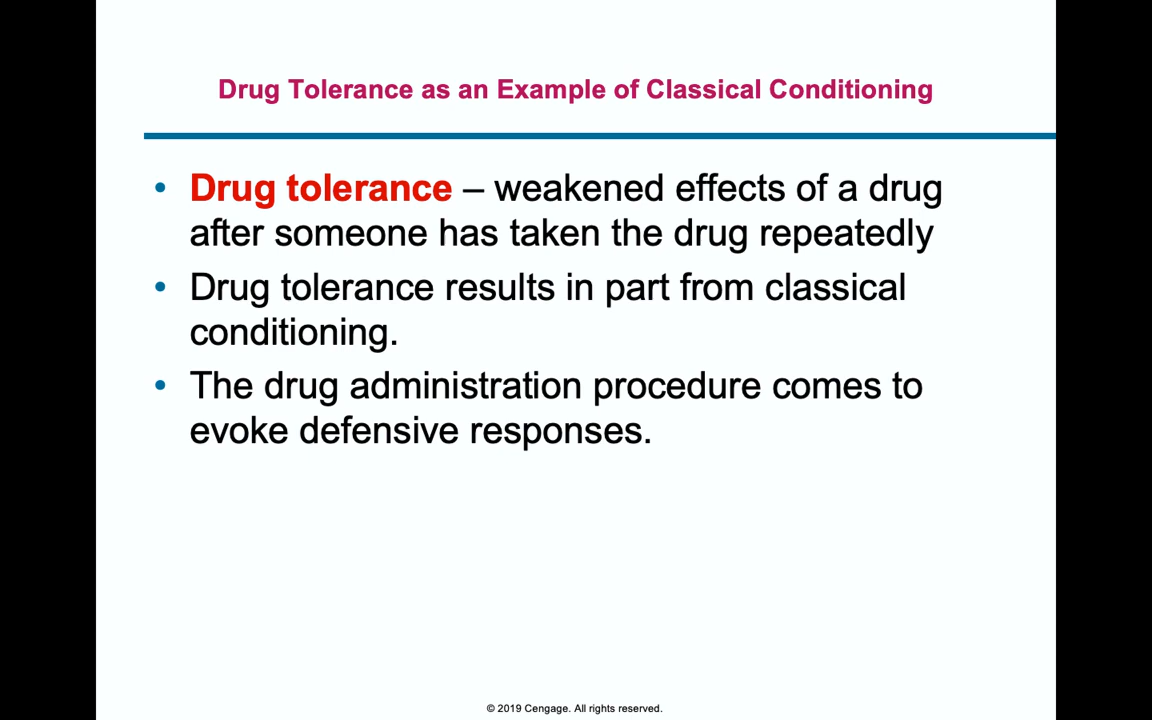 Drug Tolerance as an Example of Classical Conditioning
• Drug tolerance – weakened effects of a drug
after someone has taken the drug repeatedly
• Drug tolerance results in part from classical
conditioning.
• The drug administration procedure comes to
evoke defensive responses.
© 2019 Cengage. All rights reserved.